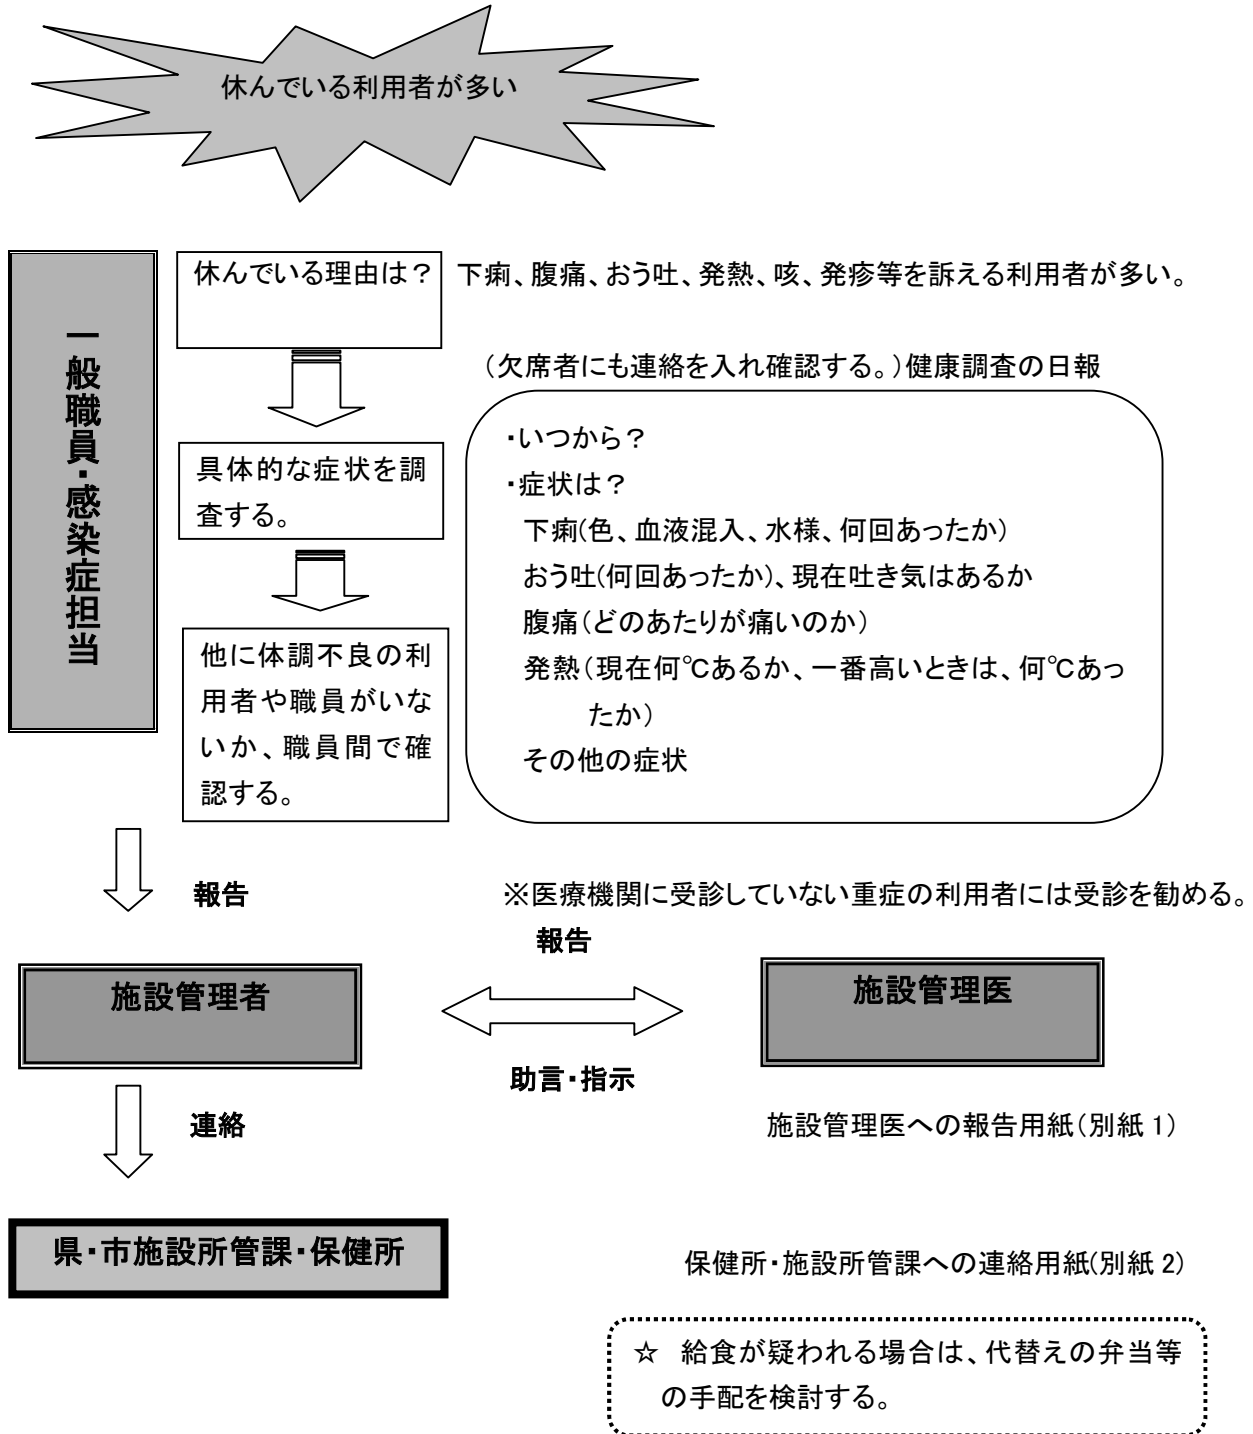 休んでいる利用者が多い
一般職員・感染症担当
休んでいる理由は？
下痢、腹痛、おう吐、発熱、咳、発疹等を訴える利用者が多い。
（欠席者にも連絡を入れ確認する。）健康調査の日報
具体的な症状を調
査する。
・いつから？
・症状は？
下痢(色、血液混入、水様、何回あったか）
おう吐(何回あったか)、現在吐き気はあるか
腹痛（どのあたりが痛いのか）
発熱（現在何℃あるか、一番高いときは、何℃あっ
たか）
その他の症状
他に体調不良の利
用者や職員がいな
いか、職員間で確
認する。
報告
※医療機関に受診していない重症の利用者には受診を勧める。
報告
施設管理者
施設管理医
助言・指示
連絡
施設管理医への報告用紙（別紙 1）
県・市施設所管課・保健所
保健所・施設所管課への連絡用紙(別紙 2)
☆　給食が疑われる場合は、代替えの弁当等
の手配を検討する。